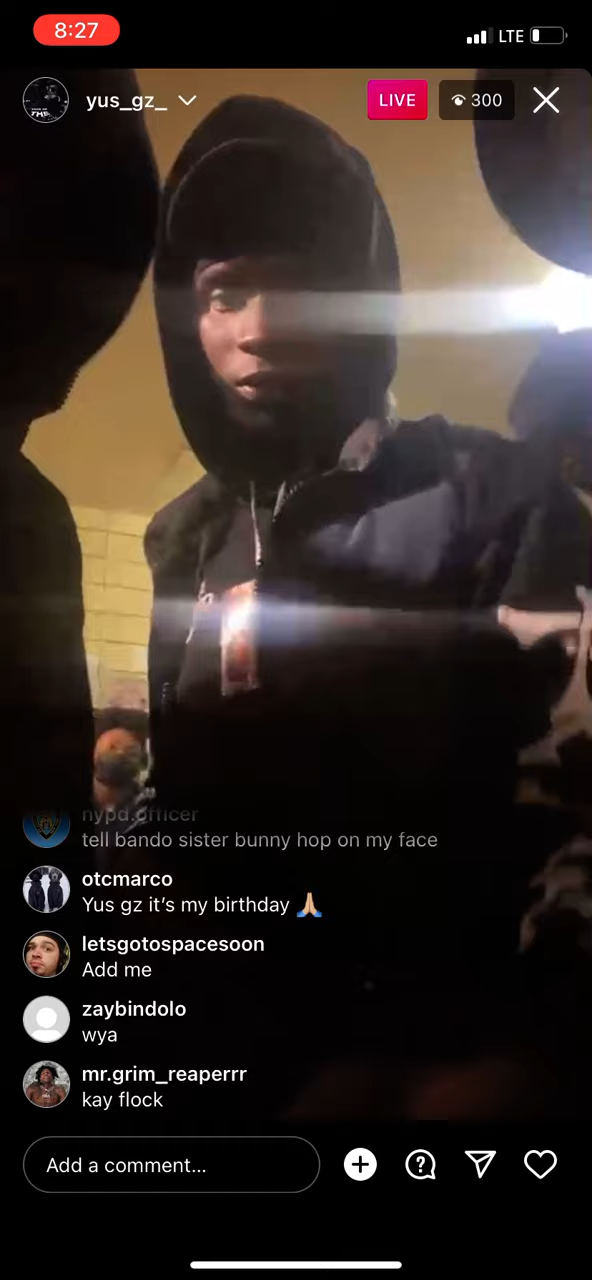 8:27
LTE
yus_gz_
LIVE
300
nypd.officer
tell bando sister bunny hop on my face
otcmarco
Yus gz it's my birthday 🙏🏼
letsgotospacesoon
Add me
zaybindolo
wya
mr.grim_reaperrr
kay flock
Add a comment...